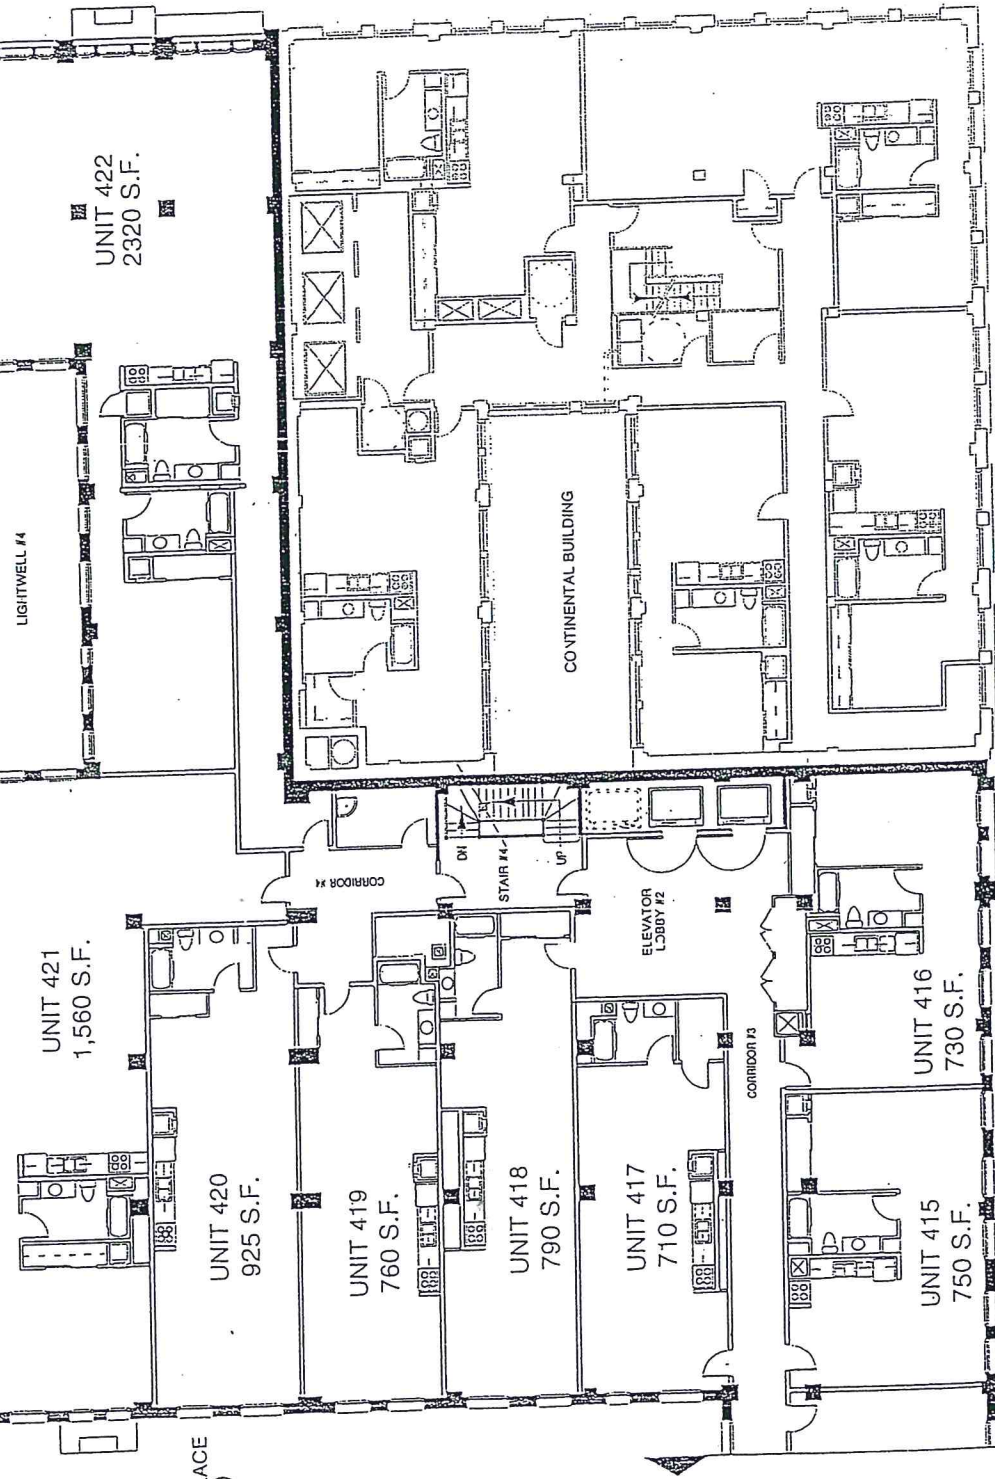 UNIT 422
2320 S.F.
LIGHTWELL #4
CONTINENTAL BUILDING
UNIT 421
1,560 S.F.
CORRIDOR #4
DN
STAIR #4
UP
ELEVATOR
LOBBY #2
CORRIDOR #3
UNIT 420
925 S.F.
UNIT 419
760 S.F.
UNIT 418
790 S.F.
UNIT 417
710 S.F.
UNIT 416
730 S.F.
UNIT 415
750 S.F.
ACE
)